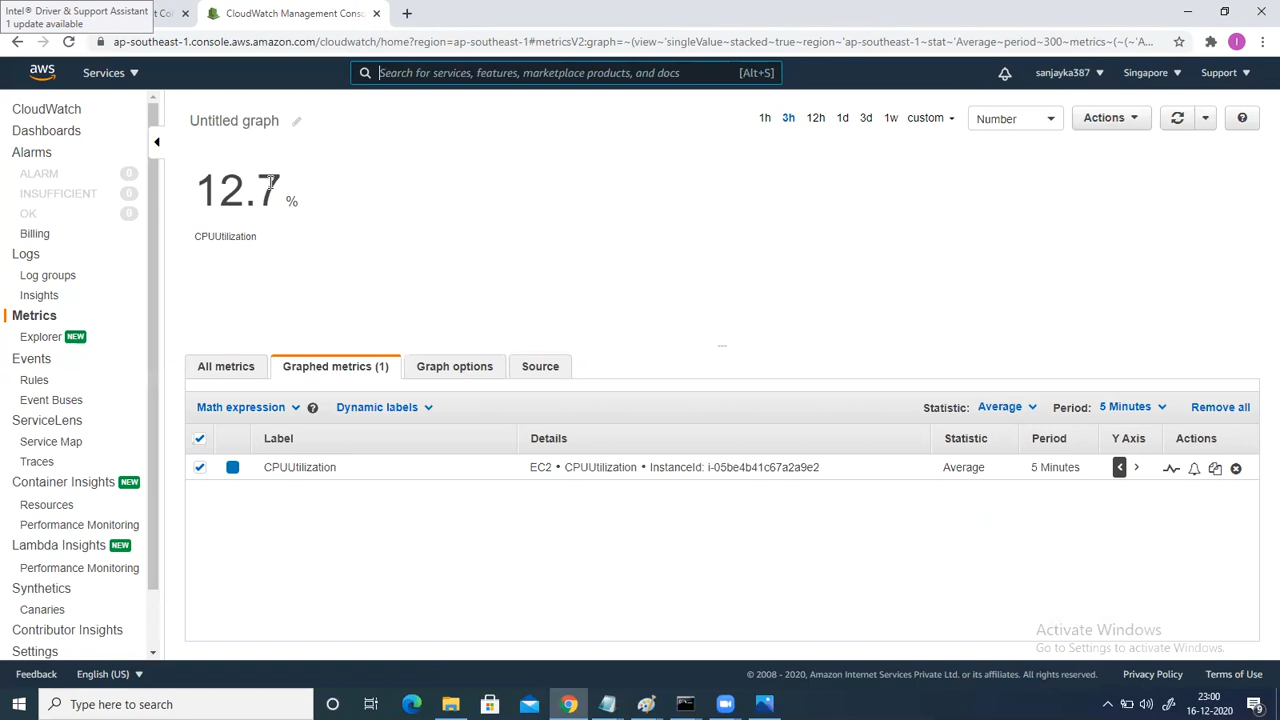 Intel® Driver & Support Assistant
1 update available
CloudWatch Management Cons
ap-southeast-1.console.aws.amazon.com/cloudwatch/home?region=ap-southeast-1#metricsV2:graph=~(view~'singleValue~stacked~true~region~'ap-southeast-1~stat~'Average~period~300~metrics~(~(~'A...
aws
Services
Search for services, features, marketplace products, and docs
[Alt+S]
sanjayka387
Singapore
Support
CloudWatch
Dashboards
Alarms
ALARM 0
INSUFFICIENT 0
OK 0
Billing
Logs
Log groups
Insights
Metrics
Explorer NEW
Events
Rules
Event Buses
ServiceLens
Service Map
Traces
Container Insights NEW
Resources
Performance Monitoring
Lambda Insights NEW
Performance Monitoring
Synthetics
Canaries
Contributor Insights
Settings
Untitled graph
1h 3h 12h 1d 3d 1w custom
Number
Actions
12.7 %
CPUUtilization
All metrics
Graphed metrics (1)
Graph options
Source
Math expression
Dynamic labels
Statistic: Average
Period: 5 Minutes
Remove all
Label Details Statistic Period Y Axis Actions
CPUUtilization EC2 • CPUUtilization • InstanceId: i-05be4b41c67a2a9e2 Average 5 Minutes
Activate Windows
Go to Settings to activate Windows.
Feedback
English (US)
© 2008 - 2020, Amazon Internet Services Private Ltd. or its affiliates. All rights reserved.
Privacy Policy
Terms of Use
Type here to search
23:00
16-12-2020